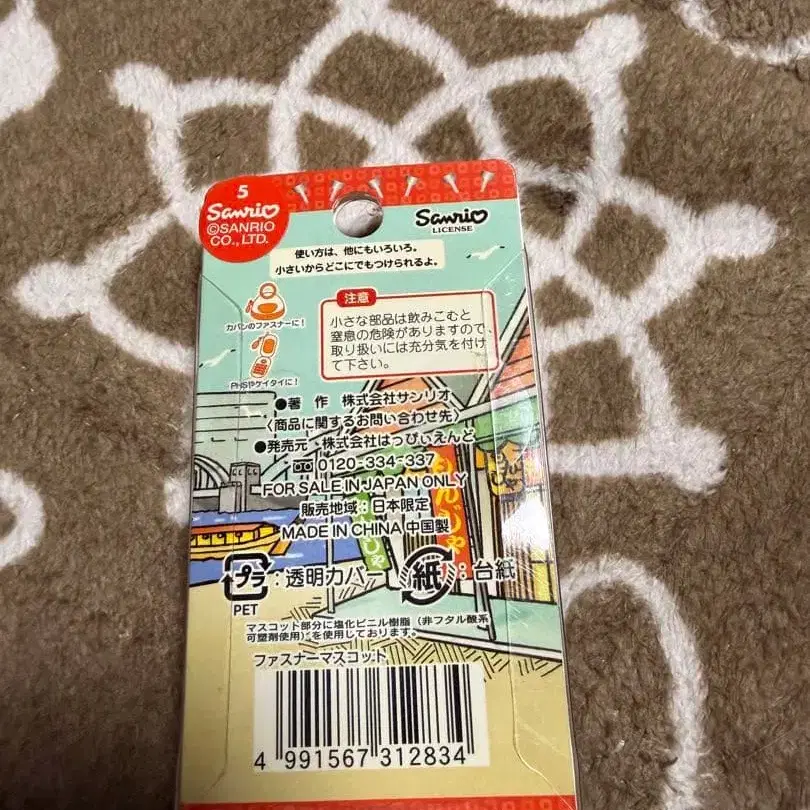 5
Sanrio
©SANRIO
CO., LTD.
Sanrio
LICENSE
使い方は、他にもいろいろ。
小さいからどこにでもつけられるよ。
カバンのファスナーに!
PHSやケイタイに!
注意
小さな部品は飲みこむと
窒息の危険がありますので、
取り扱いには充分気を付け
て下さい。
●著 作 株式会社サンリオ
〈商品に関するお問い合わせ先〉
●発売元 株式会社はっぴぃえんど
0120-334-337
FOR SALE IN JAPAN ONLY
販売地域:日本限定
MADE IN CHINA 中国製
プラ:透明カバー
紙:台紙
PET
マスコット部分に塩化ビニル樹脂(非フタル酸系
可塑剤使用)を使用しております。
ファスナーマスコット
4 991567 312834
もんじゃ